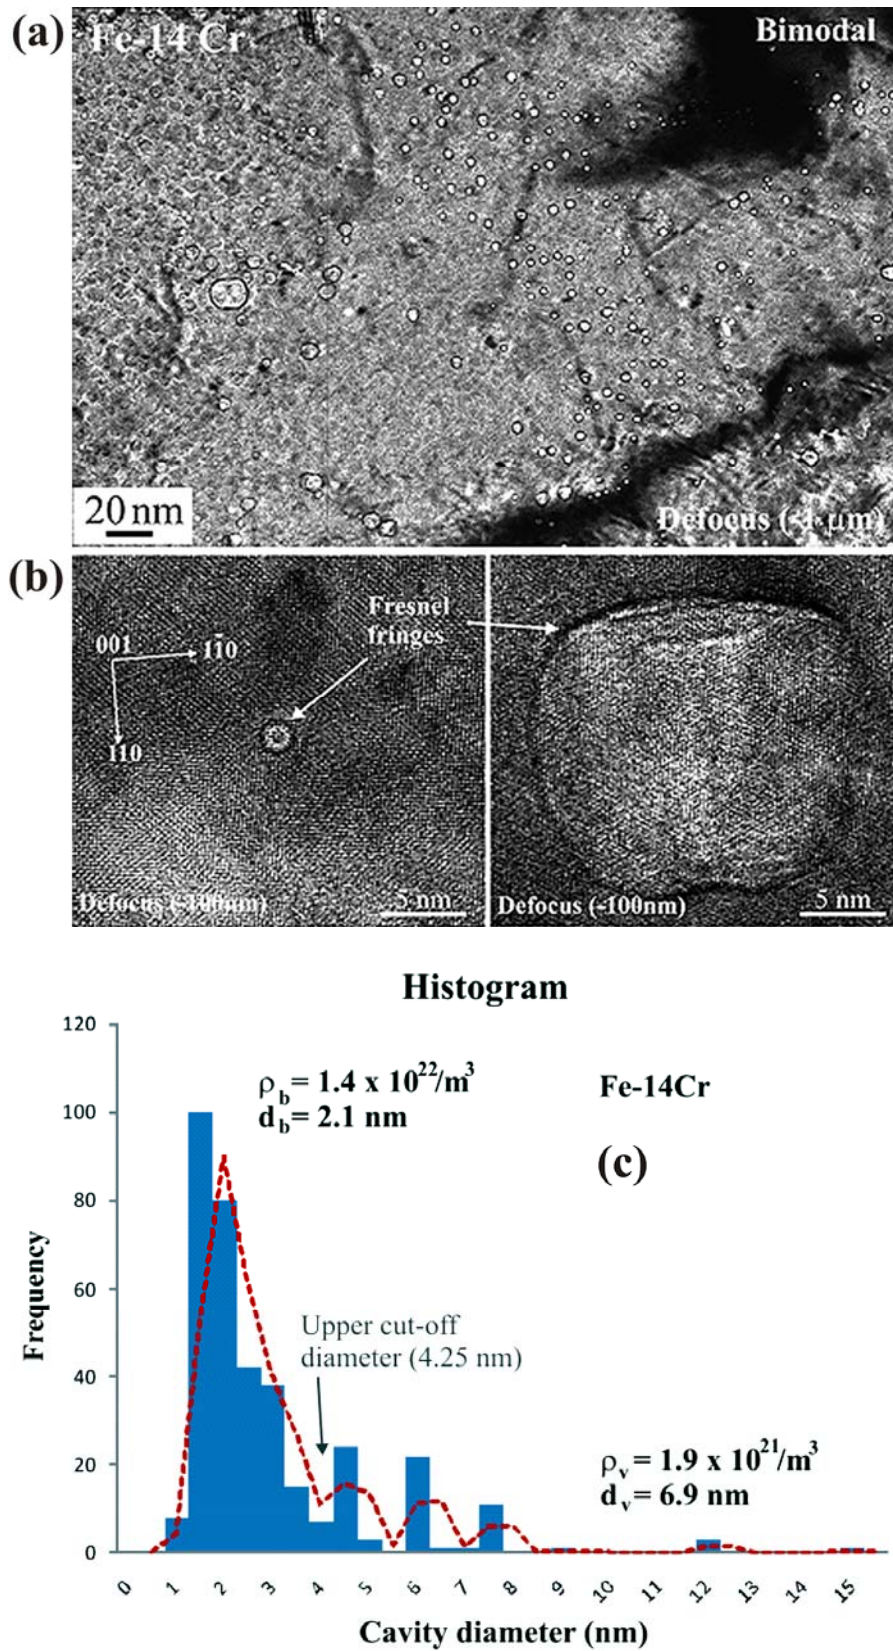 (a)
Fe-14 Cr
Bimodal
20 nm
Defocus (-1 μm)
(b)
Fresnel
fringes
001
1̄10
110
Defocus (-100nm)
5 nm
Defocus (-100nm)
5 nm
Histogram
120
100
80
60
40
20
0
Frequency
ρb = 1.4 x 10^22/m^3
db = 2.1 nm
Fe-14Cr
(c)
Upper cut-off
diameter (4.25 nm)
ρv = 1.9 x 10^21/m^3
dv = 6.9 nm
0 1 2 3 4 5 6 7 8 9 10 11 12 13 14 15
Cavity diameter (nm)